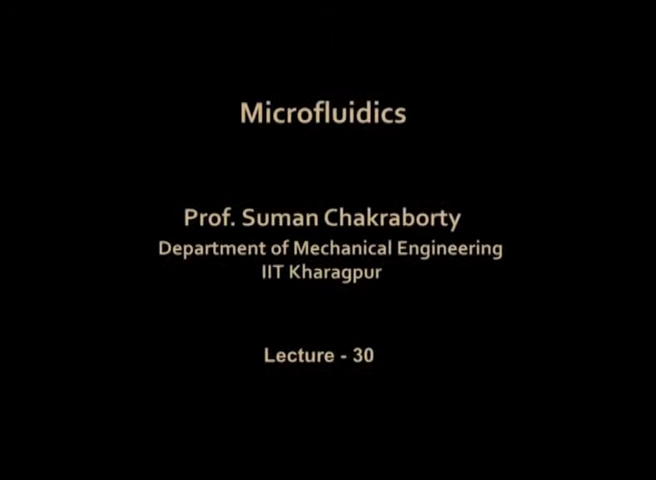 Microfluidics
Prof. Suman Chakraborty
Department of Mechanical Engineering
IIT Kharagpur
Lecture - 30